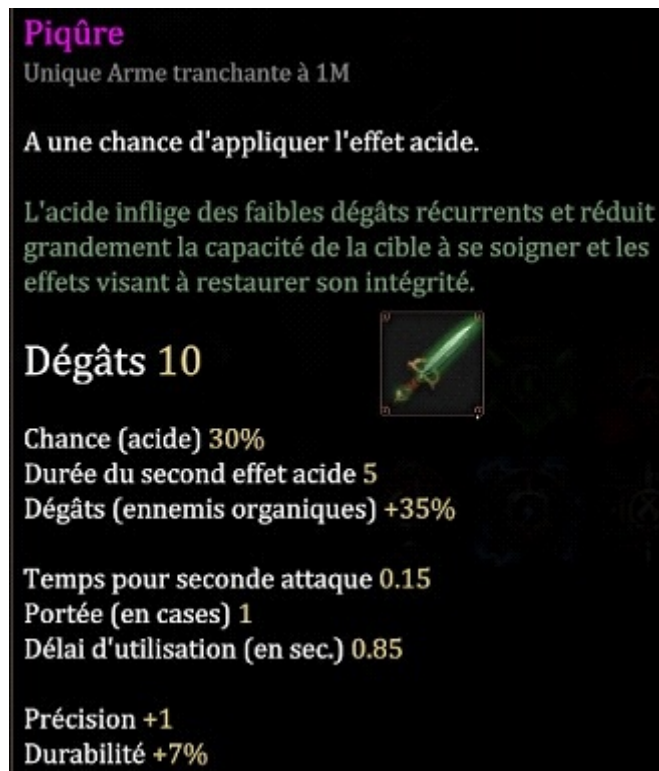 Piqûre
Unique Arme tranchante à 1M
A une chance d'appliquer l'effet acide.
L'acide inflige des faibles dégâts récurrents et réduit
grandement la capacité de la cible à se soigner et les
effets visant à restaurer son intégrité.
Dégâts 10
Chance (acide) 30%
Durée du second effet acide 5
Dégâts (ennemis organiques) +35%
Temps pour seconde attaque 0.15
Portée (en cases) 1
Délai d'utilisation (en sec.) 0.85
Précision +1
Durabilité +7%